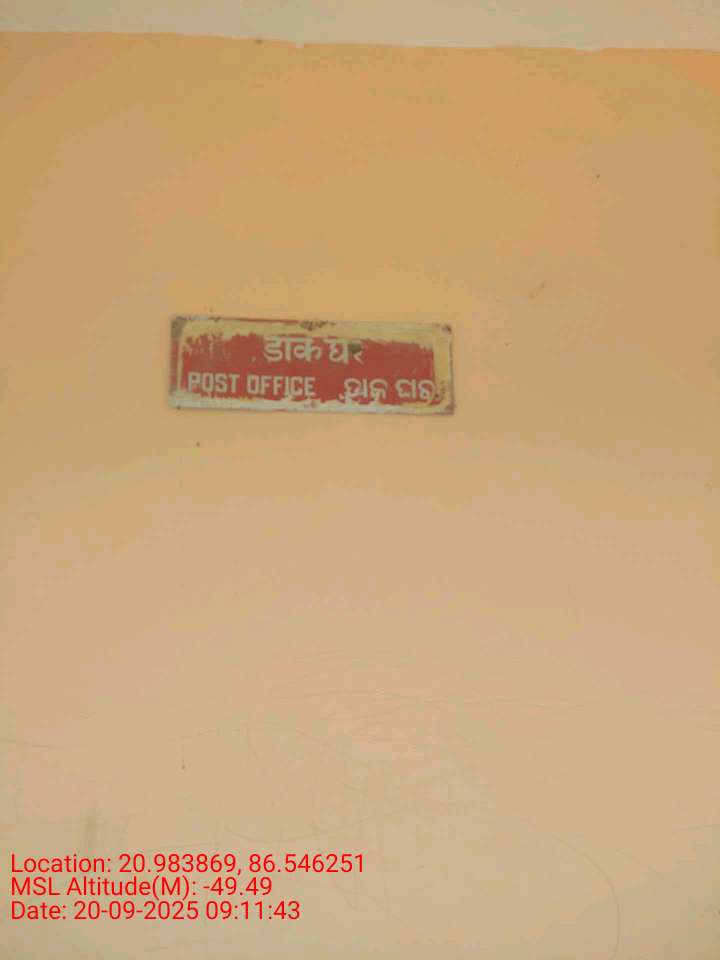 डाक घर
POST OFFICE ଡାକ ଘର
Location: 20.983869, 86.546251
MSL Altitude(M): -49.49
Date: 20-09-2025 09:11:43